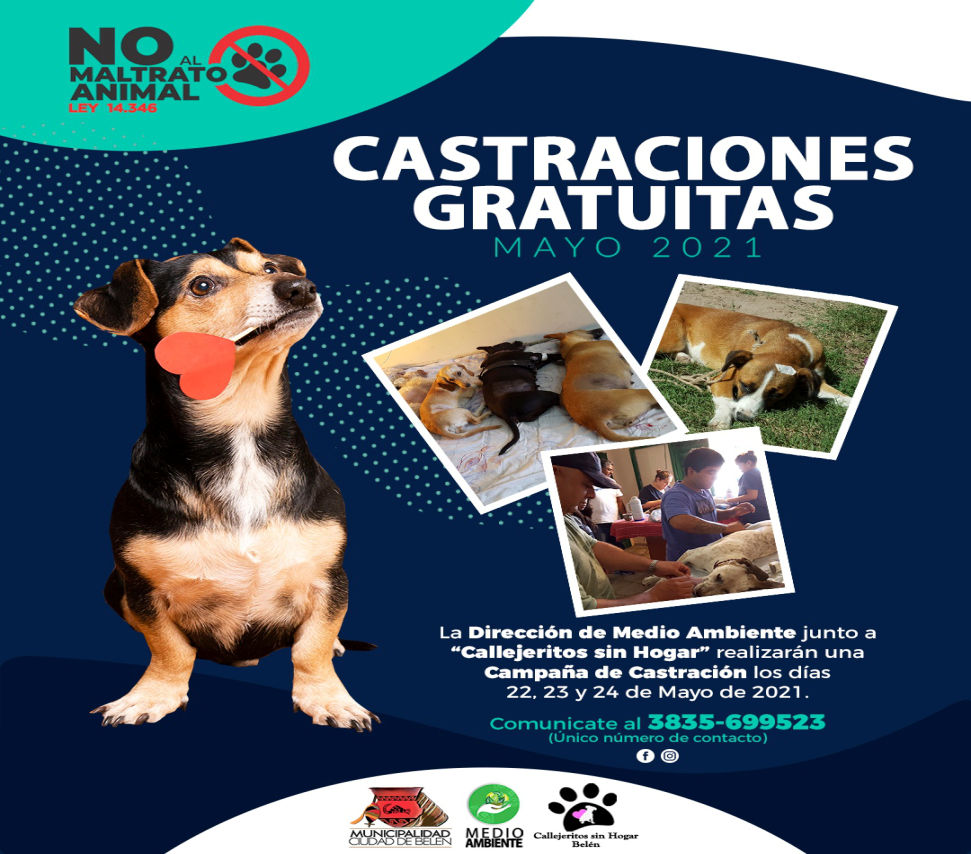 NO AL
MALTRATO
ANIMAL
LEY 14.346
CASTRACIONES
GRATUITAS
MAYO 2021
La Dirección de Medio Ambiente junto a
“Callejeritos sin Hogar” realizarán una
Campaña de Castración los días
22, 23 y 24 de Mayo de 2021.
Comunicate al 3835-699523
(Único número de contacto)
MUNICIPALIDAD
CIUDAD DE BELÉN
MEDIO
AMBIENTE
Callejeritos sin Hogar
Belén